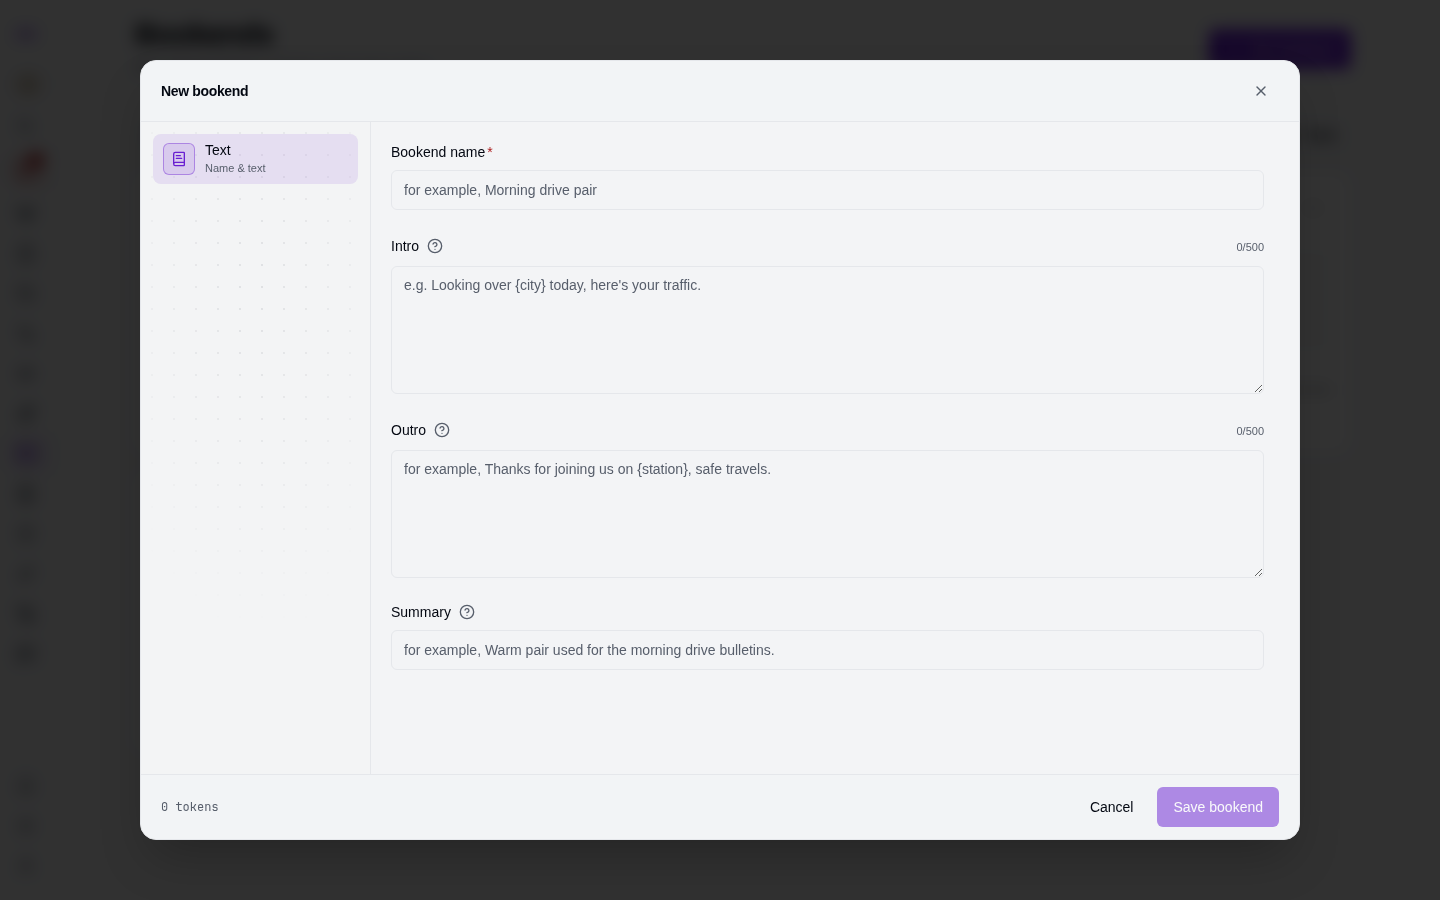 New bookend
Text
Name & text
Bookend name*
for example, Morning drive pair
Intro
0/500
e.g. Looking over {city} today, here's your traffic.
Outro
0/500
for example, Thanks for joining us on {station}, safe travels.
Summary
for example, Warm pair used for the morning drive bulletins.
0 tokens
Cancel
Save bookend